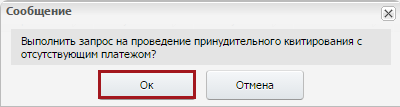 Сообщение
Выполнить запрос на проведение принудительного квитирования с
отсутствующим платежом?
Ок
Отмена